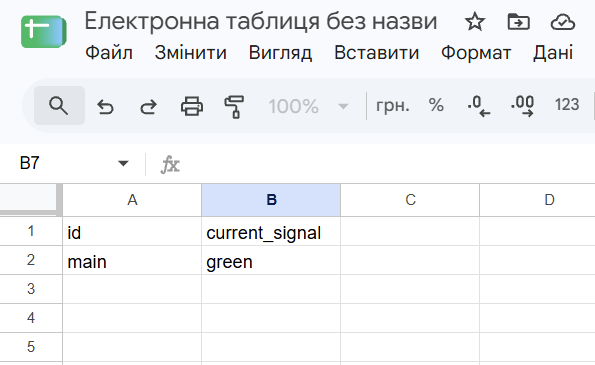 Електронна таблиця без назви
Файл Змінити Вигляд Вставити Формат Дані
100% грн. % .0 .00 123
B7 fx
A B C D
1 id current_signal
2 main green
3
4
5